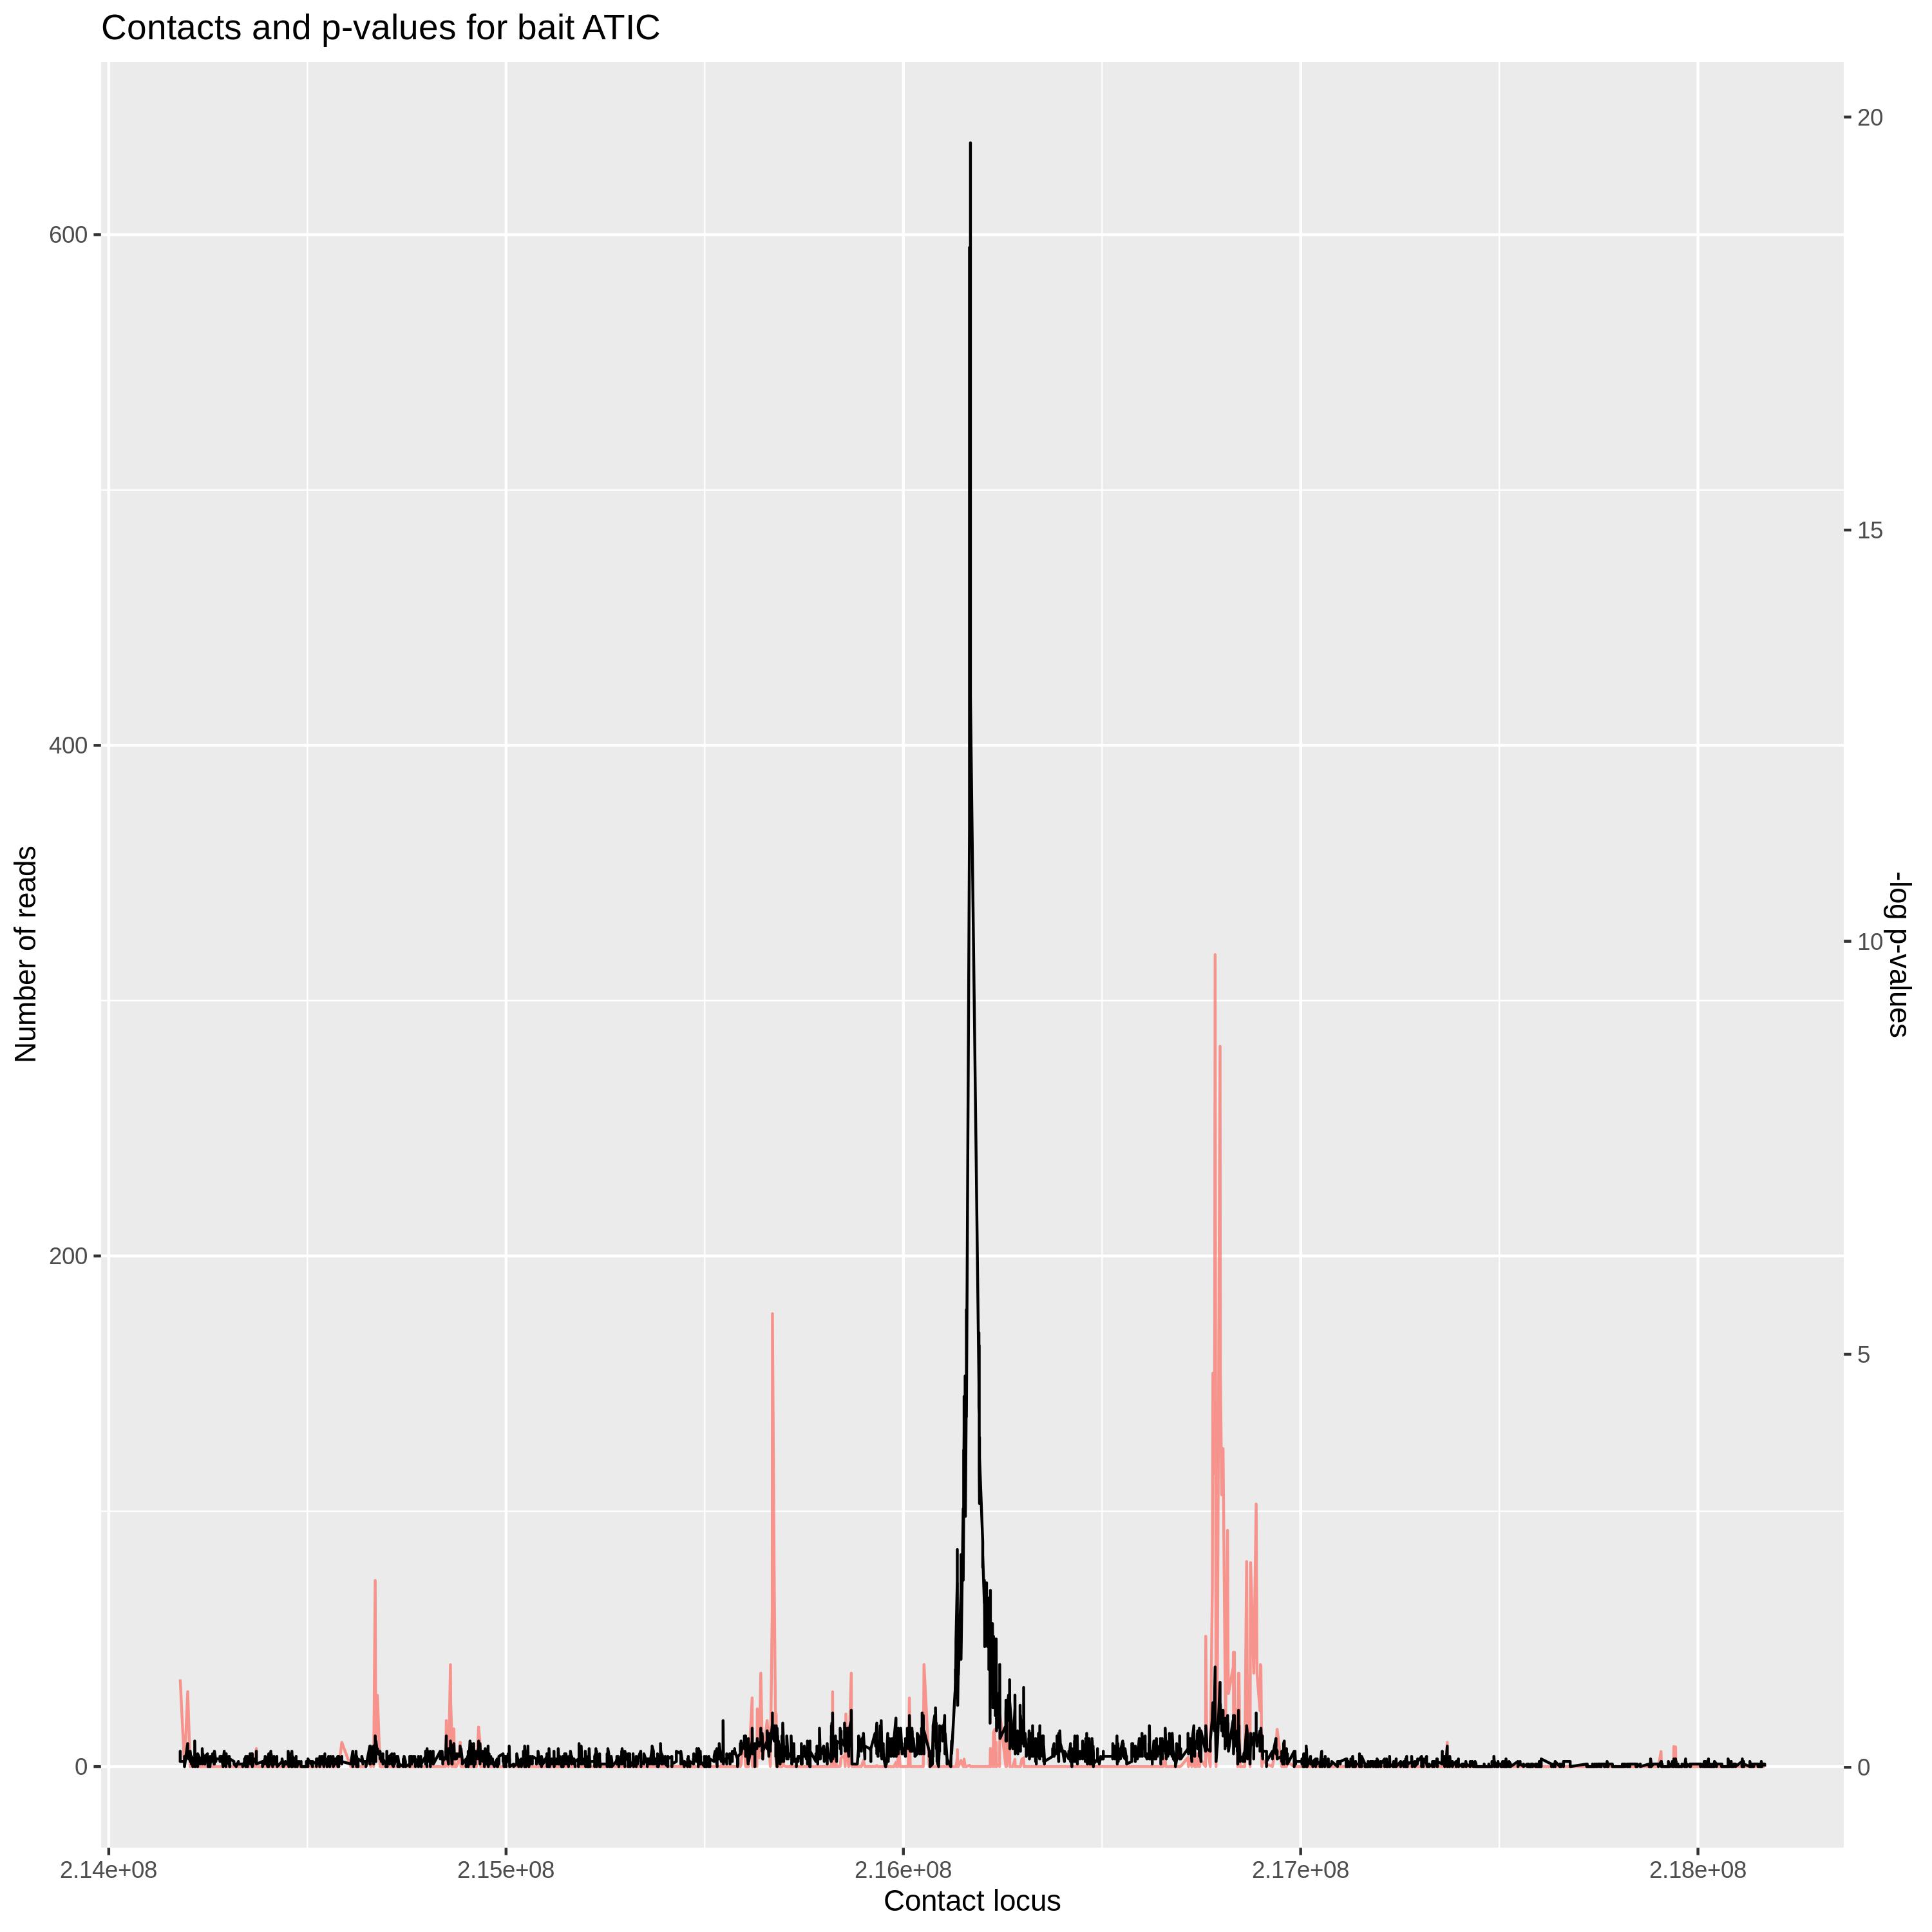 Contacts and p-values for bait ATIC
600
400
200
0
Number of reads
20
15
10
5
0
-log p-values
2.14e+08
2.15e+08
2.16e+08
2.17e+08
2.18e+08
Contact locus